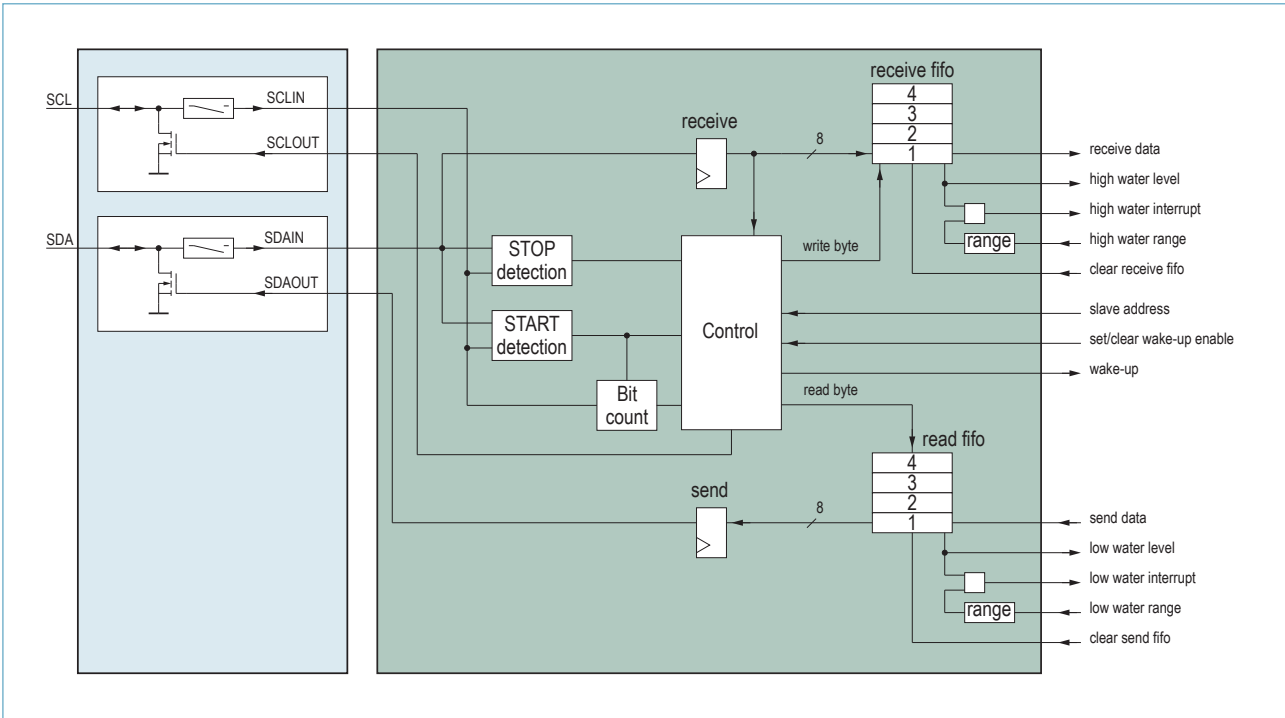 receive fifo
4
3
2
1
SCL
SCLIN
SCLOUT
receive
8
receive data
high water level
high water interrupt
range
high water range
clear receive fifo
SDA
SDAIN
SDAOUT
STOP
detection
write byte
START
detection
Control
slave address
set/clear wake-up enable
wake-up
Bit
count
read byte
read fifo
4
3
2
1
send
8
send data
low water level
low water interrupt
range
low water range
clear send fifo